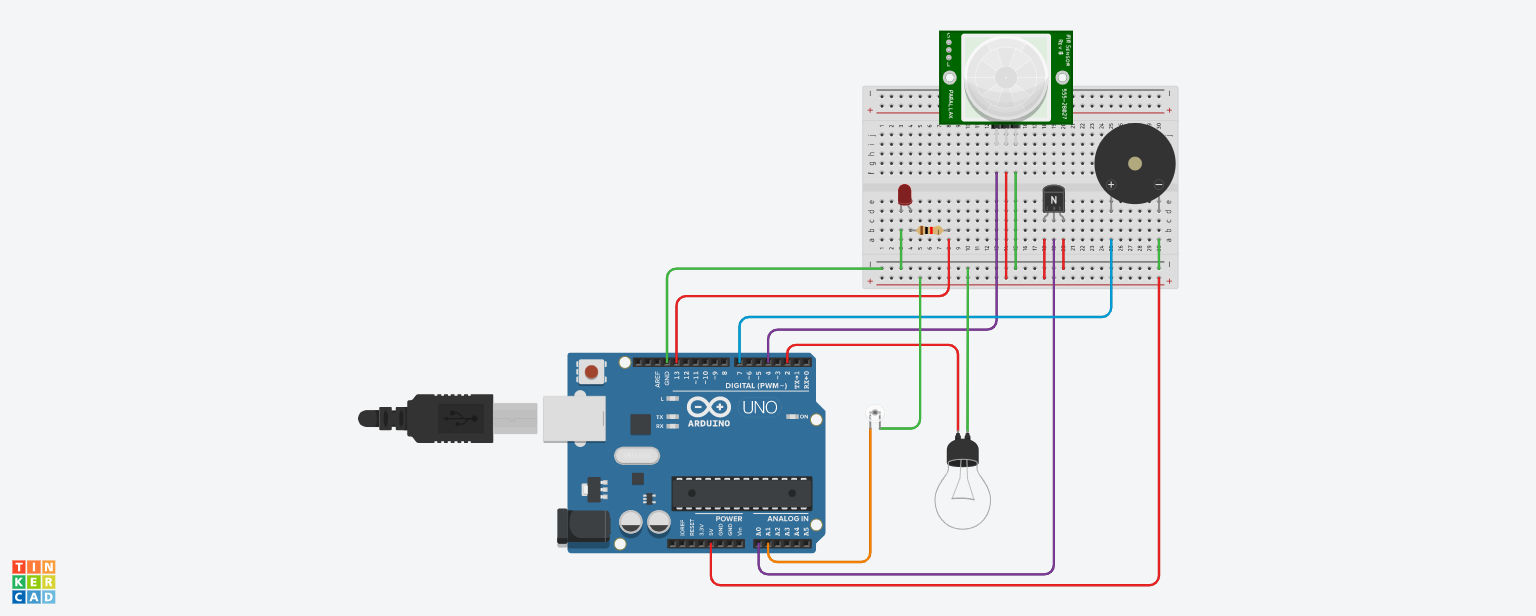 PIR Sensor
Rev B
PARALLAX
555-28027
N
AREF
GND
13
12
~11
~10
~9
8
7
~6
~5
4
~3
2
TX→1
RX←0
DIGITAL (PWM~)
L
TX
RX
ON
UNO
ARDUINO
POWER
ANALOG IN
IOREF
RESET
3.3V
5V
GND
GND
Vin
A0
A1
A2
A3
A4
A5
TIN
KER
CAD